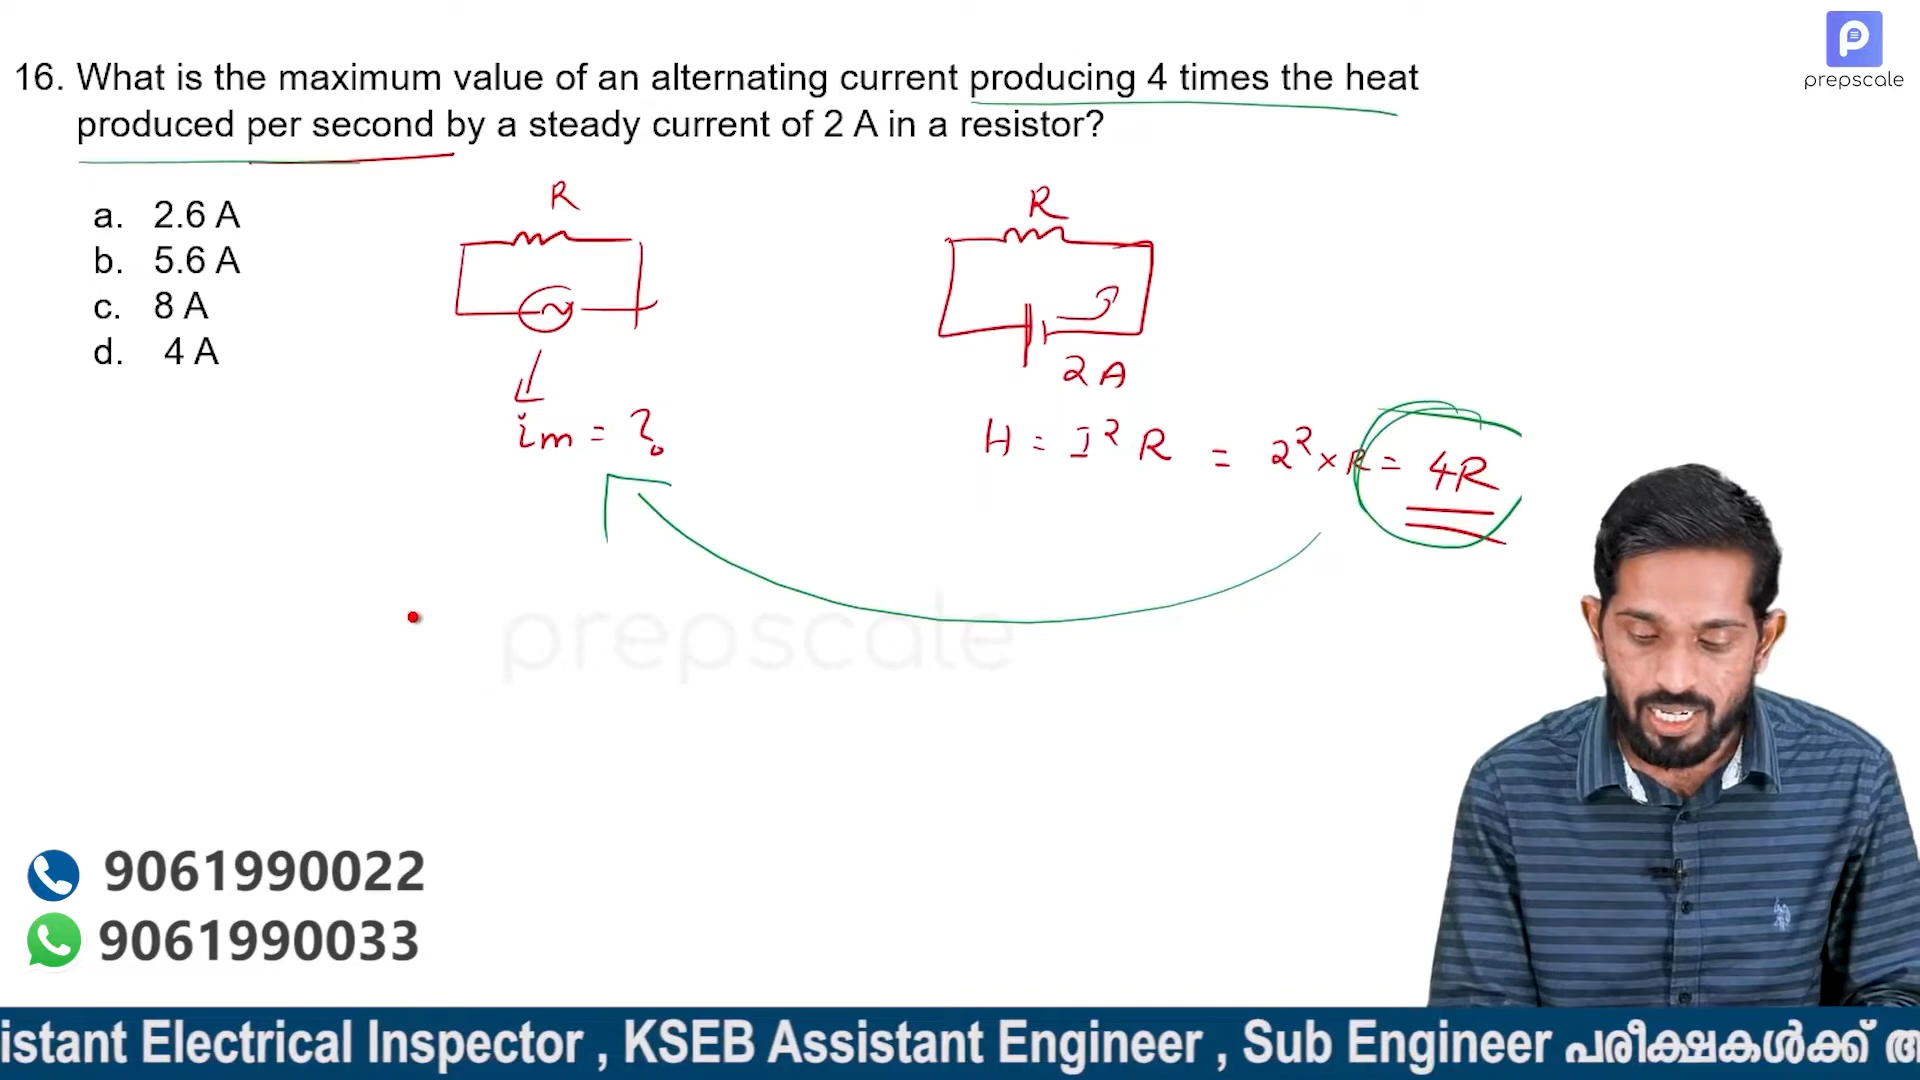 prepscale
16. What is the maximum value of an alternating current producing 4 times the heat
produced per second by a steady current of 2 A in a resistor?
a. 2.6 A
b. 5.6 A
c. 8 A
d. 4 A
R
R
2 A
im = ?
H = I² R = 2² × R = 4R
prepscale
9061990022
9061990033
istant Electrical Inspector , KSEB Assistant Engineer , Sub Engineer പരീക്ഷകൾക്ക്